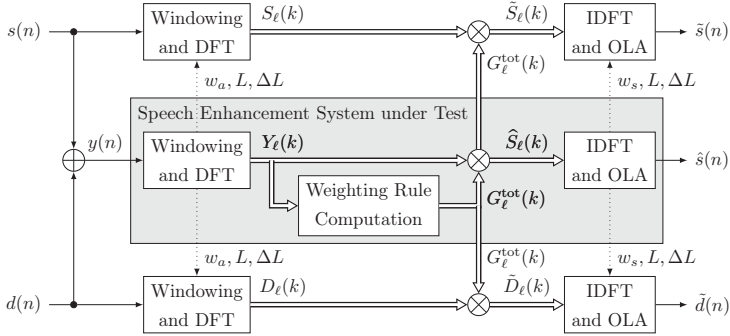 s(n)
Windowing
and DFT
S_ℓ(k)
S̃_ℓ(k)
IDFT
and OLA
s̃(n)
G_ℓ^tot(k)
w_a, L, ΔL
w_s, L, ΔL
Speech Enhancement System under Test
y(n)
Windowing
and DFT
Y_ℓ(k)
Ŝ_ℓ(k)
IDFT
and OLA
ŝ(n)
Weighting Rule
Computation
G_ℓ^tot(k)
w_a, L, ΔL
G_ℓ^tot(k)
w_s, L, ΔL
d(n)
Windowing
and DFT
D_ℓ(k)
D̃_ℓ(k)
IDFT
and OLA
d̃(n)